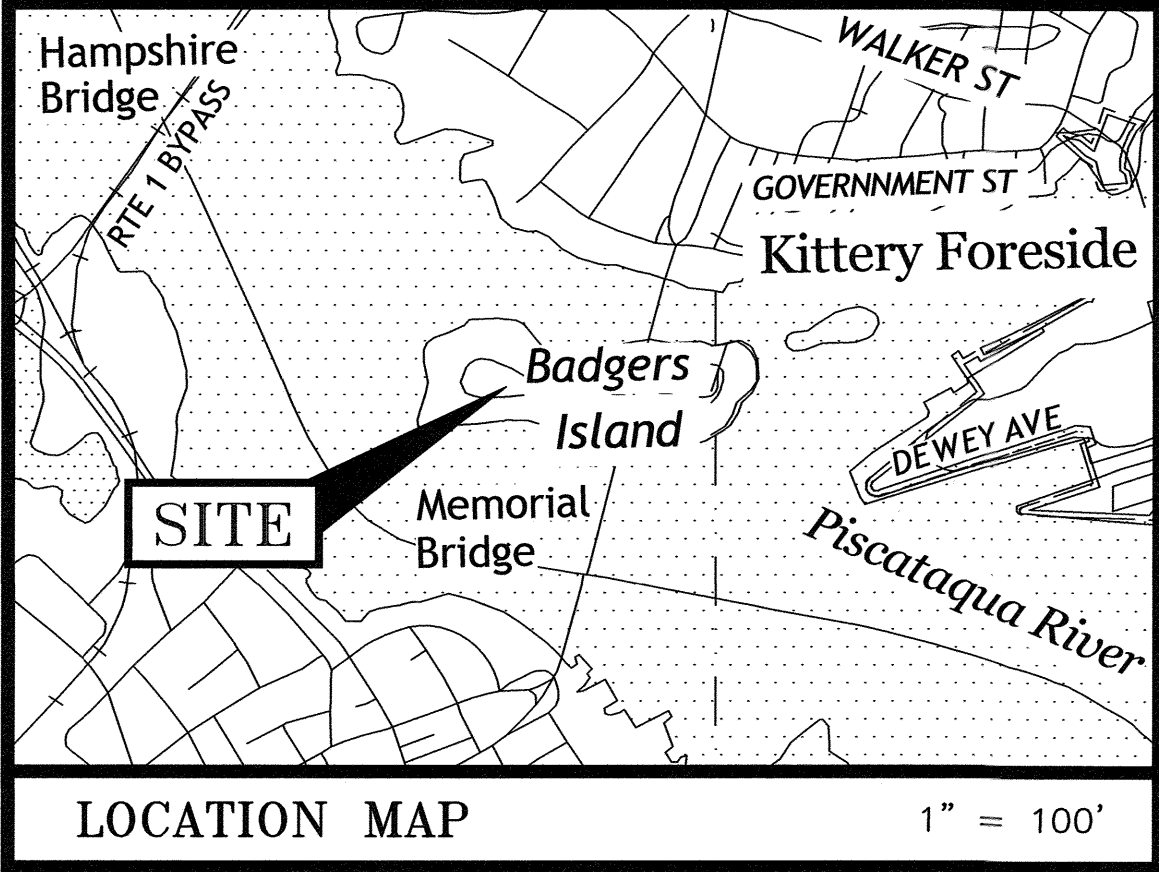 Hampshire
Bridge
RTE 1 BYPASS
WALKER ST
GOVERNNMENT ST
Kittery Foreside
Badgers
Island
DEWEY AVE
SITE
Memorial
Bridge
Piscataqua River
LOCATION MAP
1" = 100'